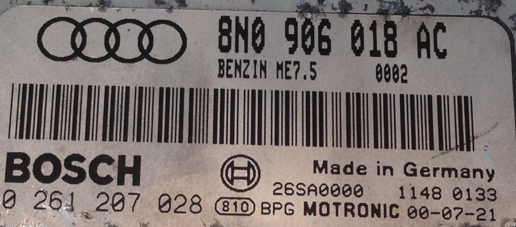 8N0 906 018 AC
BENZIN ME7.5 0002
BOSCH Made in Germany
26SA0000 1148 0133
0 261 207 028 810 BPG MOTRONIC 00-07-21